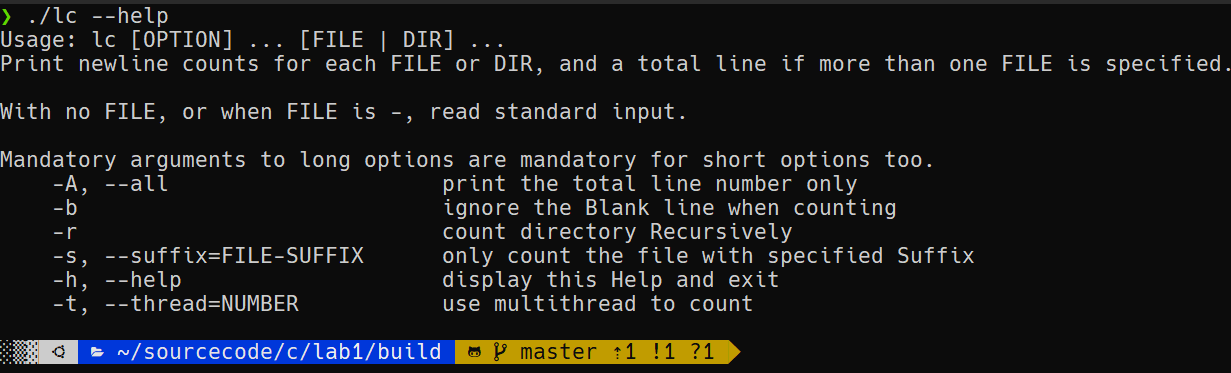 ❯ ./lc --help
Usage: lc [OPTION] ... [FILE | DIR] ...
Print newline counts for each FILE or DIR, and a total line if more than one FILE is specified.
With no FILE, or when FILE is -, read standard input.
Mandatory arguments to long options are mandatory for short options too.
-A, --all print the total line number only
-b ignore the Blank line when counting
-r count directory Recursively
-s, --suffix=FILE-SUFFIX only count the file with specified Suffix
-h, --help display this Help and exit
-t, --thread=NUMBER use multithread to count
~/sourcecode/c/lab1/build master ⇡1 !1 ?1